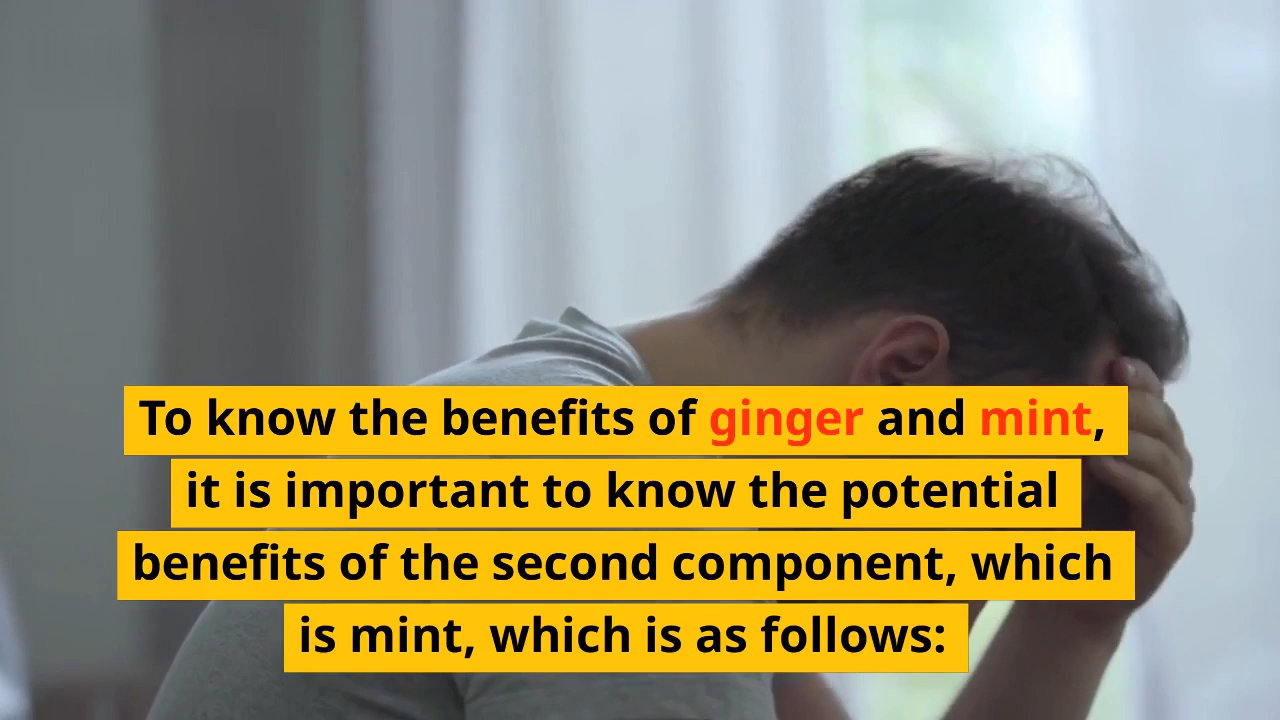 To know the benefits of ginger and mint,
it is important to know the potential
benefits of the second component, which
is mint, which is as follows: